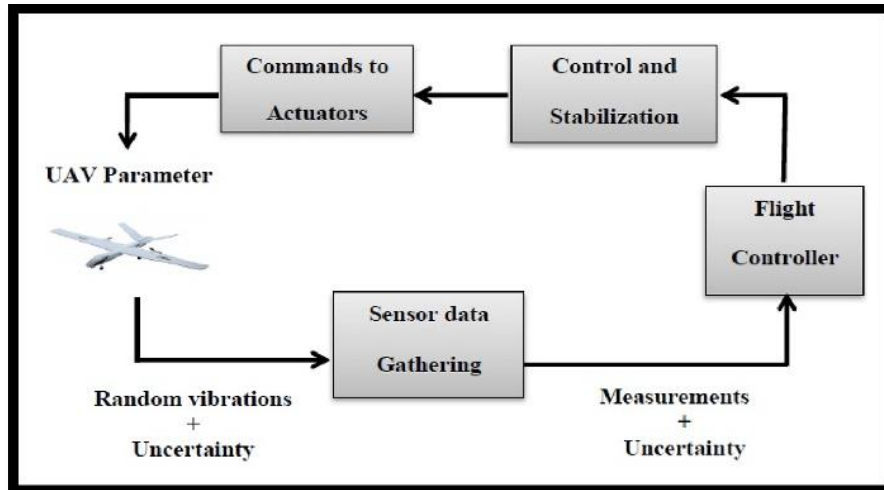 Commands to
Actuators
Control and
Stabilization
UAV Parameter
Flight
Controller
Sensor data
Gathering
Random vibrations
+
Uncertainty
Measurements
+
Uncertainty